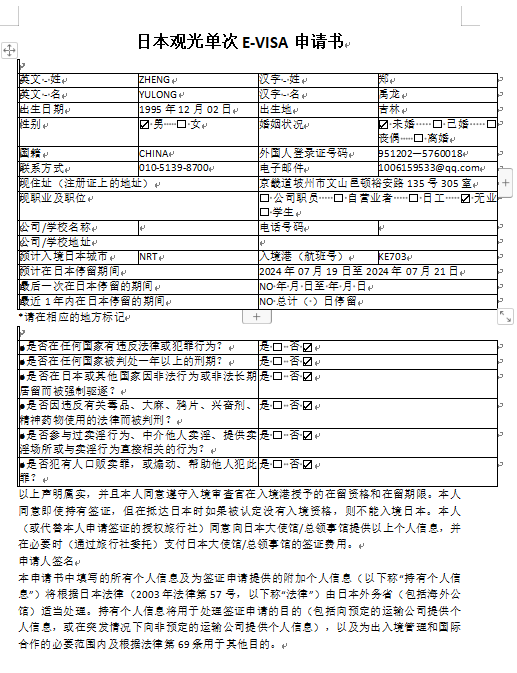 日本观光单次 E-VISA 申请书
英文 - 姓 ZHENG 汉字 - 姓 郑
英文 - 名 YULONG 汉字 - 名 禹龙
出生日期 1995 年 12 月 02 日 出生地 吉林
性别 ☑ 男 □ 女 婚姻状况 ☑ 未婚 □ 已婚 □
丧偶 □ 离婚
国籍 CHINA 外国人登录证号码 951202—5760018
联系方式 010-5139-8700 电子邮件 1006159533@qq.com
现住址（注册证上的地址） 京畿道坡州市文山邑硕裕安路 135 号 305 室
现职业及职位 □ 公司职员 □ 自营业者 □ 日工 ☑ 无业
□ 学生
公司/学校名称 电话号码
公司/学校地址
预计入境日本城市 NRT 入境港（航班号） KE703
预计在日本停留期间 2024 年 07 月 19 日至 2024 年 07 月 21 日
最后一次在日本停留的期间 NO 年 月 日至 年 月 日
最近 1 年内在日本停留的期间 NO 总计（ ）日停留
*请在相应的地方标记
●是否在任何国家有违反法律或犯罪行为？ 是 □ 否 ☑
●是否在任何国家被判处一年以上的刑期？ 是 □ 否 ☑
●是否在日本或其他国家因非法行为或非法长期 是 □ 否 ☑
居留而被强制驱逐？
●是否因违反有关毒品、大麻、鸦片、兴奋剂、 是 □ 否 ☑
精神药物使用的法律而被判刑？
●是否参与过卖淫行为、中介他人卖淫、提供卖 是 □ 否 ☑
淫场所或与卖淫行为直接相关的行为？
●是否犯有人口贩卖罪，或煽动、帮助他人犯此 是 □ 否 ☑
罪？
以上声明属实，并且本人同意遵守入境审查官在入境港授予的在留资格和在留期限。本人
同意即使持有签证，但在抵达日本时如果被认定没有入境资格，则不能入境日本。本人
（或代替本人申请签证的授权旅行社）同意向日本大使馆/总领事馆提供以上个人信息，并
在必要时（通过旅行社委托）支付日本大使馆/总领事馆的签证费用。
申请人签名
本申请书中填写的所有个人信息及为签证申请提供的附加个人信息（以下称“持有个人信
息”）将根据日本法律（2003 年法律第 57 号，以下称“法律”）由日本外务省（包括海外公
馆）适当处理。持有个人信息将用于处理签证申请的目的（包括向预定的运输公司提供个
人信息，或在突发情况下向非预定的运输公司提供个人信息），以及为出入境管理和国际
合作的必要范围内及根据法律第 69 条用于其他目的。